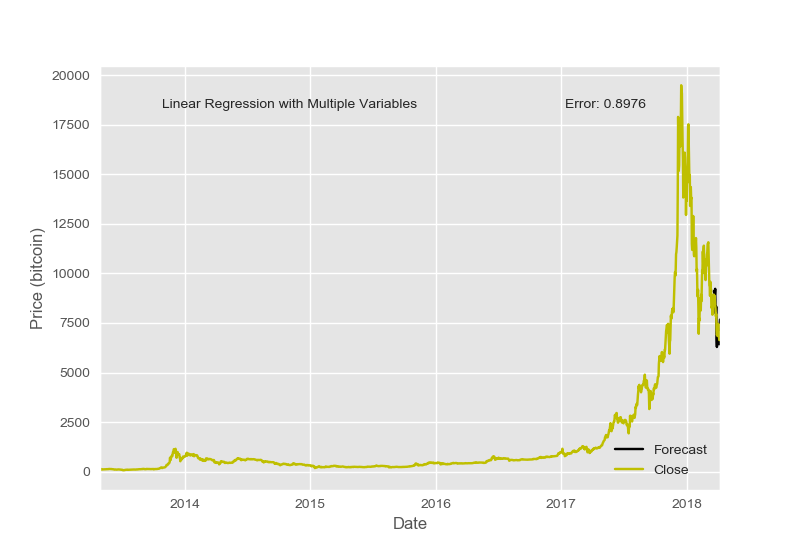 20000
Linear Regression with Multiple Variables Error: 0.8976
17500
15000
12500
10000
7500
5000
2500
0
Price (bitcoin)
Forecast
Close
2014 2015 2016 2017 2018
Date